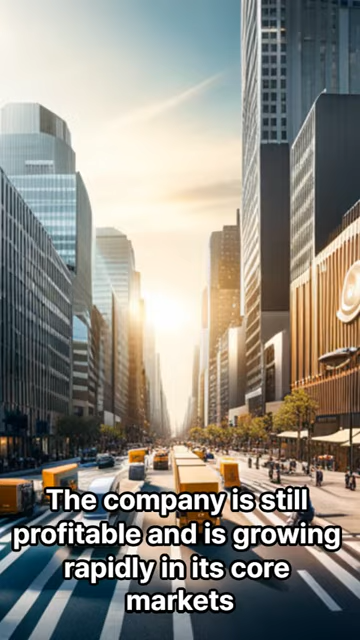 The company is still
profitable and is growing
rapidly in its core
markets